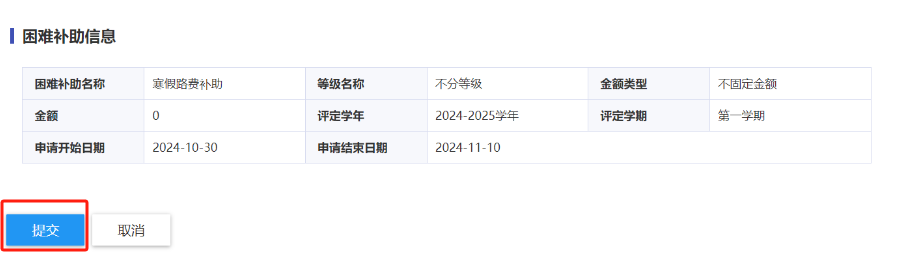 困难补助信息
困难补助名称 寒假路费补助 等级名称 不分等级 金额类型 不固定金额
金额 0 评定学年 2024-2025学年 评定学期 第一学期
申请开始日期 2024-10-30 申请结束日期 2024-11-10
提交 取消